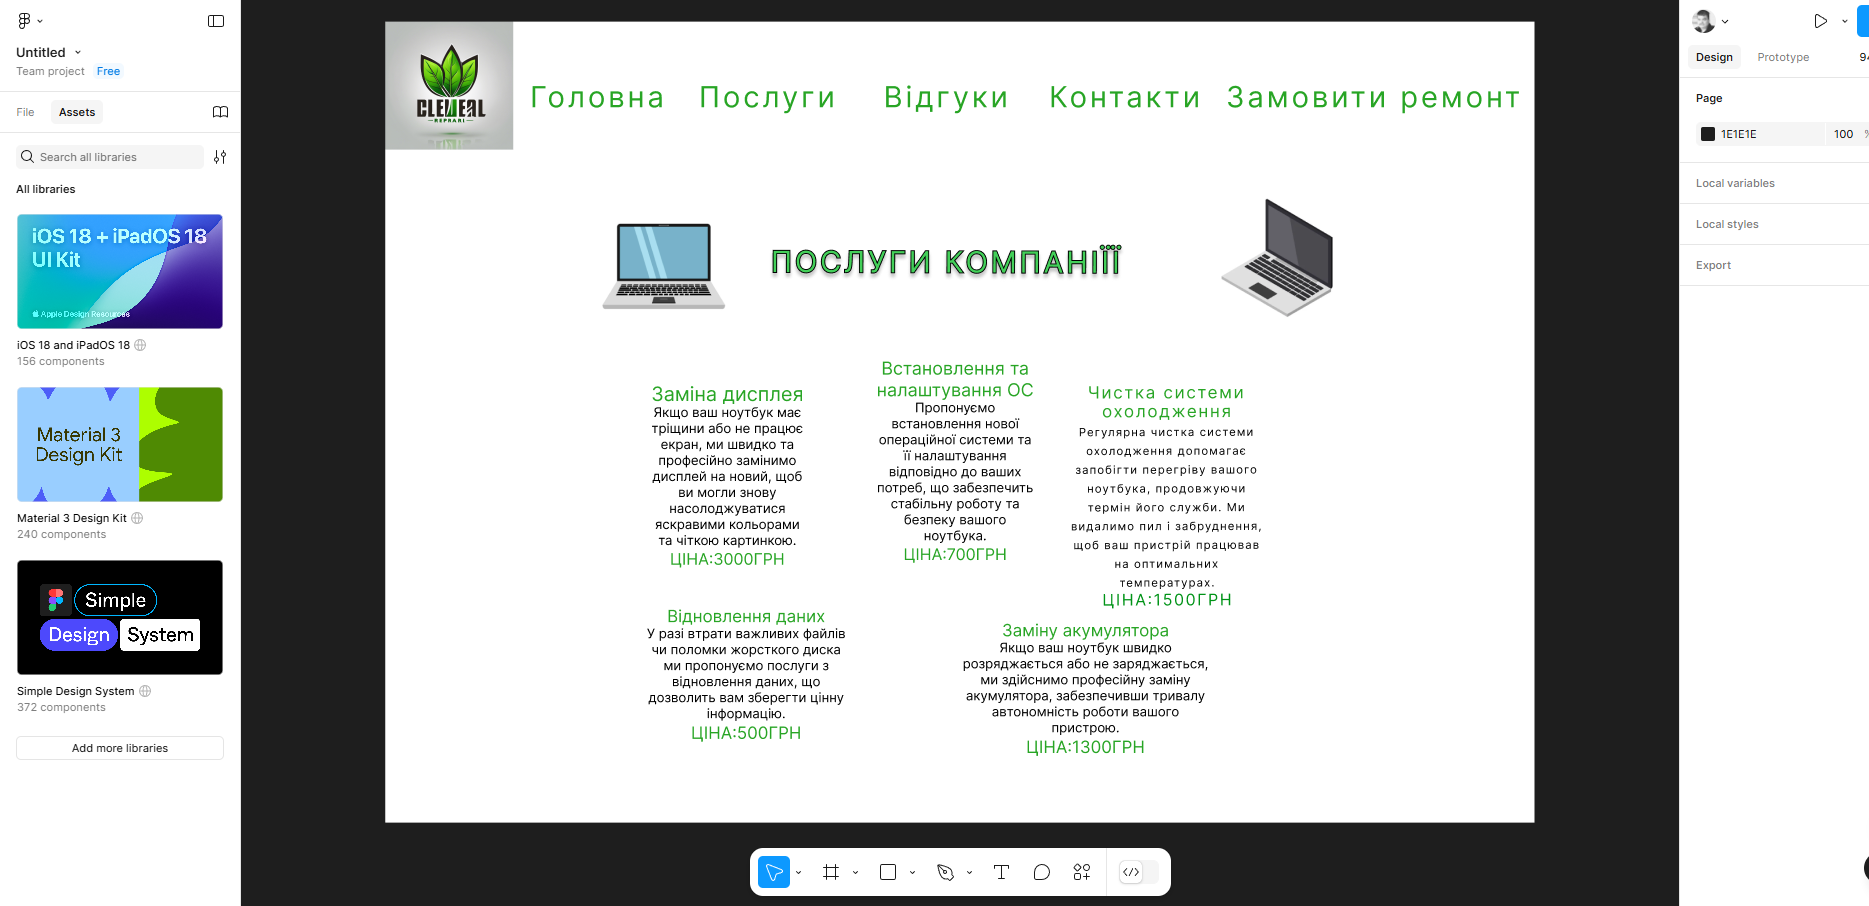 Untitled
Team project Free
File Assets
Search all libraries
All libraries
iOS 18 + iPadOS 18
UI Kit
Apple Design Resources
iOS 18 and iPadOS 18
156 components
Material 3
Design Kit
Material 3 Design Kit
240 components
Simple
Design System
Simple Design System
372 components
Add more libraries
Головна Послуги Відгуки Контакти Замовити ремонт
ПОСЛУГИ КОМПАНІЇЇ
Заміна дисплея
Якщо ваш ноутбук має
тріщини або не працює
екран, ми швидко та
професійно замінимо
дисплей на новий, щоб
ви могли знову
насолоджуватися
яскравими кольорами
та чіткою картинкою.
ЦІНА:3000ГРН
Встановлення та
налаштування ОС
Пропонуємо
встановлення нової
операційної системи та
її налаштування
відповідно до ваших
потреб, що забезпечить
стабільну роботу та
безпеку вашого
ноутбука.
ЦІНА:700ГРН
Чистка системи
охолодження
Регулярна чистка системи
охолодження допомагає
запобігти перегріву вашого
ноутбука, продовжуючи
термін його служби. Ми
видалимо пил і забруднення,
щоб ваш пристрій працював
на оптимальних
температурах.
ЦІНА:1500ГРН
Відновлення даних
У разі втрати важливих файлів
чи поломки жорсткого диска
ми пропонуємо послуги з
відновлення даних, що
дозволить вам зберегти цінну
інформацію.
ЦІНА:500ГРН
Заміну акумулятора
Якщо ваш ноутбук швидко
розряджається або не заряджається,
ми здійснимо професійну заміну
акумулятора, забезпечивши тривалу
автономність роботи вашого
пристрою.
ЦІНА:1300ГРН
Design Prototype
Page
1E1E1E 100 %
Local variables
Local styles
Export